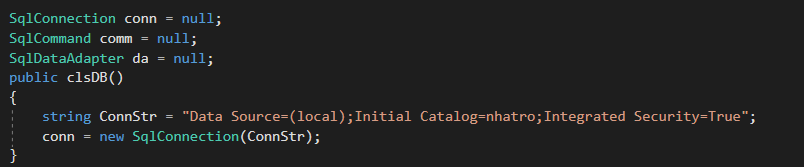 SqlConnection conn = null;
SqlCommand comm = null;
SqlDataAdapter da = null;
public clsDB()
{
    string ConnStr = "Data Source=(local);Initial Catalog=nhatro;Integrated Security=True";
    conn = new SqlConnection(ConnStr);
}